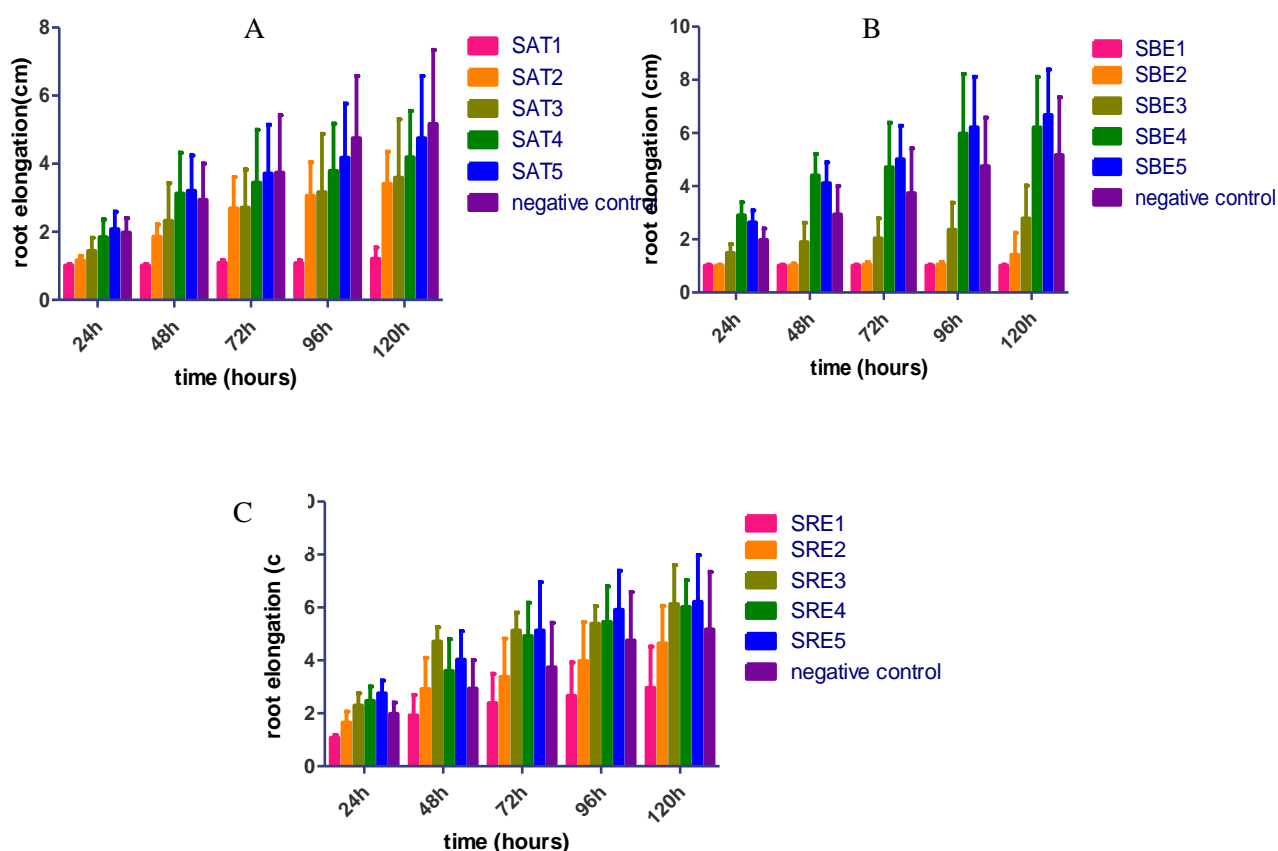 A
root elongation(cm)
8
6
4
2
0
24h
48h
72h
96h
120h
time (hours)
SAT1
SAT2
SAT3
SAT4
SAT5
negative control
B
root elongation (cm)
10
8
6
4
2
0
24h
48h
72h
96h
120h
time (hours)
SBE1
SBE2
SBE3
SBE4
SBE5
negative control
C
root elongation (c
0
8
6
4
2
0
24h
48h
72h
96h
120h
time (hours)
SRE1
SRE2
SRE3
SRE4
SRE5
negative control